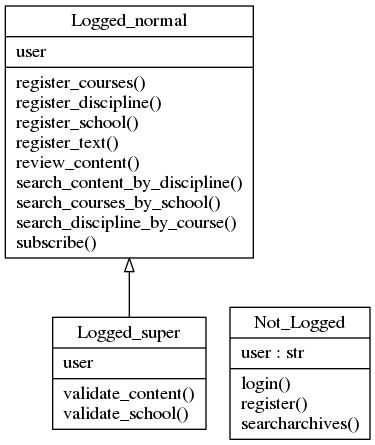 Logged_normal
user
register_courses()
register_discipline()
register_school()
register_text()
review_content()
search_content_by_discipline()
search_courses_by_school()
search_discipline_by_course()
subscribe()
Logged_super
user
validate_content()
validate_school()
Not_Logged
user : str
login()
register()
searcharchives()